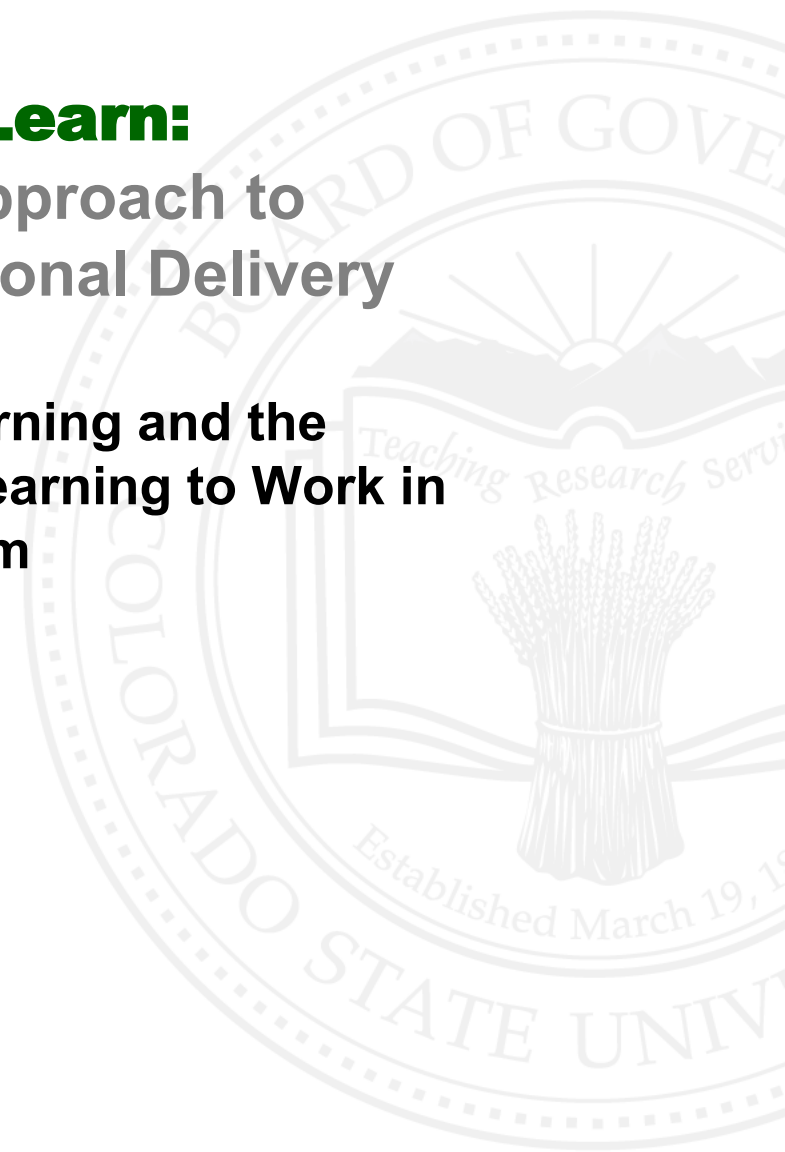 Learn:
pproach to
onal Delivery
rning and the
earning to Work in
m
BOARD OF GOVE
COLORADO STATE UNIV
Teaching Research Servi
Established March 19, 1